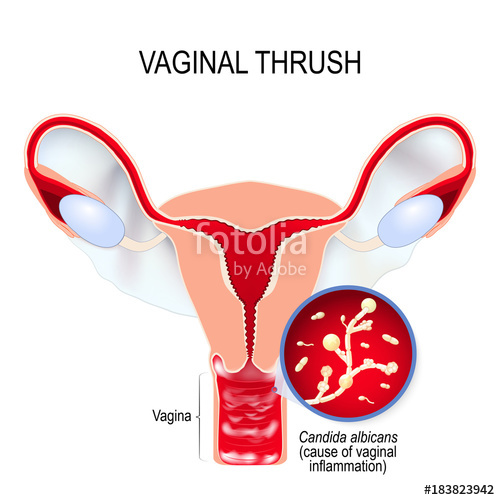 VAGINAL THRUSH
fotolia
by Adobe
Vagina
Candida albicans
(cause of vaginal
inflammation)
#183823942